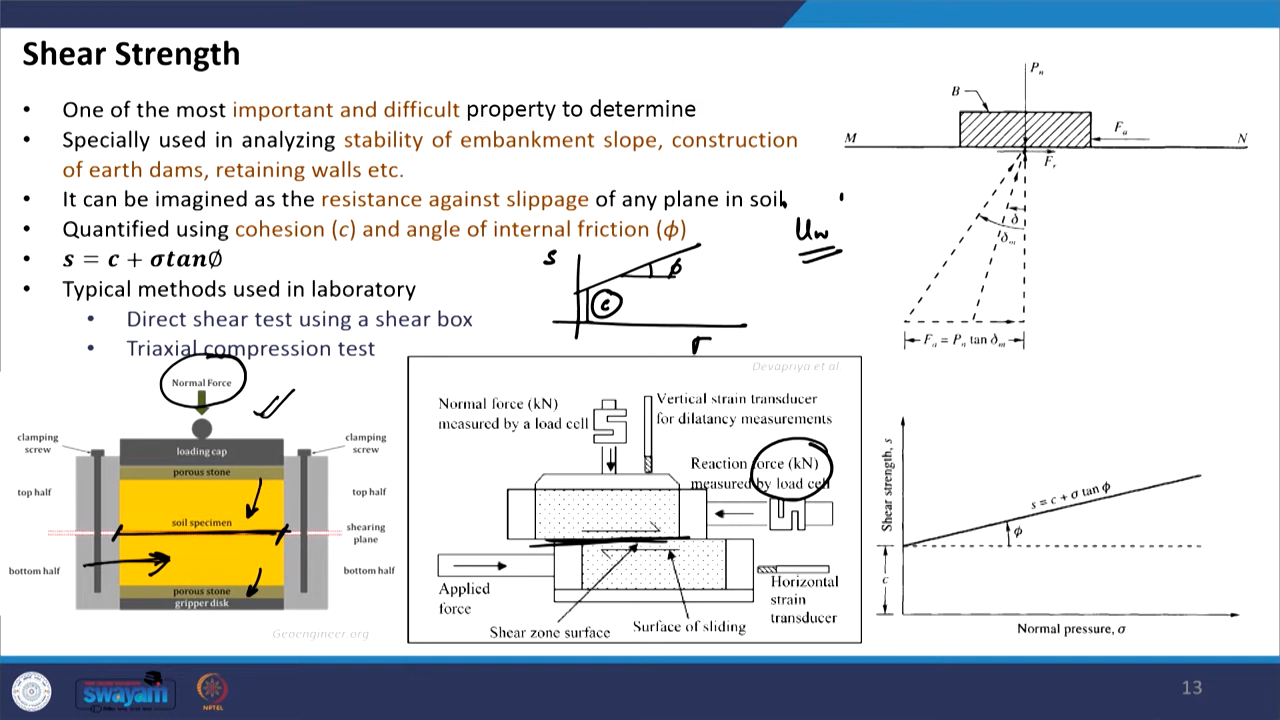 Shear Strength
• One of the most important and difficult property to determine
• Specially used in analyzing stability of embankment slope, construction
of earth dams, retaining walls etc.
• It can be imagined as the resistance against slippage of any plane in soil
• Quantified using cohesion (c) and angle of internal friction (ϕ)
• s = c + σtanØ
• Typical methods used in laboratory
• Direct shear test using a shear box
• Triaxial compression test
Uw
s
ϕ
c
σ
Pn
B
Fa
M
N
Fr
δ
δm
Fa = Pn tan δm
Normal Force
clamping
screw
clamping
screw
loading cap
porous stone
top half
top half
soil specimen
shearing
plane
bottom half
bottom half
porous stone
gripper disk
Geoengineer.org
Devapriya et al.
Normal force (kN)
measured by a load cell
Vertical strain transducer
for dilatancy measurements
Reaction force (kN)
measured by load cell
Applied
force
Horizontal
strain
transducer
Shear zone surface
Surface of sliding
Shear strength, s
s = c + σ tan ϕ
ϕ
c
Normal pressure, σ
swayam
NPTEL
13